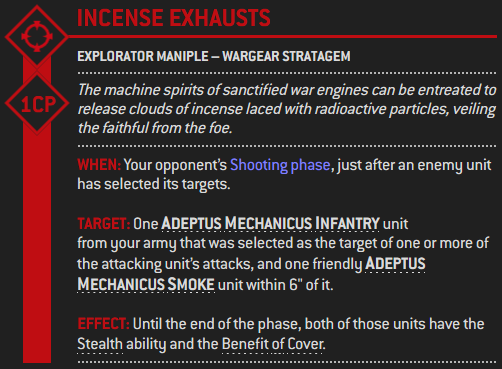 INCENSE EXHAUSTS
EXPLORATOR MANIPLE – WARGEAR STRATAGEM
1CP
The machine spirits of sanctified war engines can be entreated to
release clouds of incense laced with radioactive particles, veiling
the faithful from the foe.
WHEN: Your opponent's Shooting phase, just after an enemy unit
has selected its targets.
TARGET: One ADEPTUS MECHANICUS INFANTRY unit
from your army that was selected as the target of one or more of
the attacking unit's attacks, and one friendly ADEPTUS
MECHANICUS SMOKE unit within 6" of it.
EFFECT: Until the end of the phase, both of those units have the
Stealth ability and the Benefit of Cover.